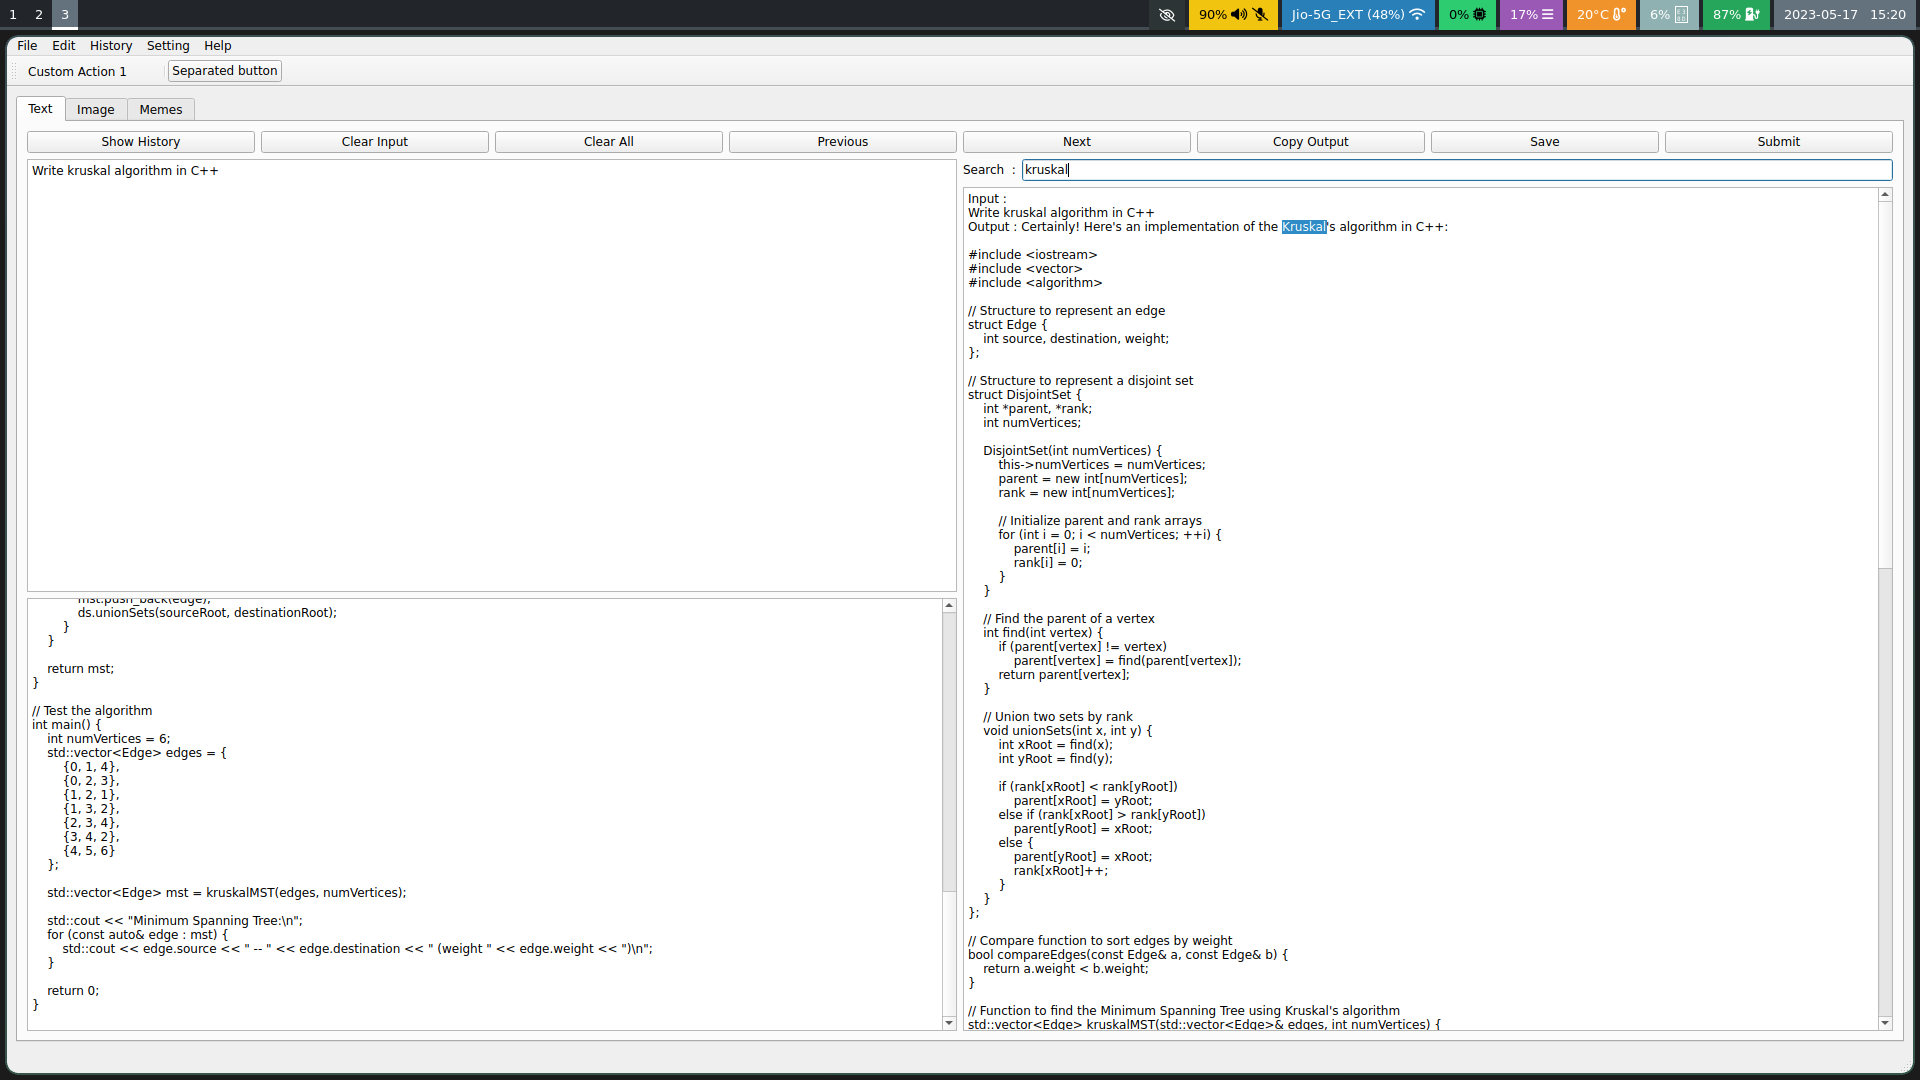 1 2 3
90% Jio-5G_EXT (48%) 0% 17% 20°C 6% 87% 2023-05-17 15:20
File Edit History Setting Help
Custom Action 1 Separated button
Text Image Memes
Show History Clear Input Clear All Previous Next Copy Output Save Submit
Write kruskal algorithm in C++
mst.push_back(edge);
ds.unionSets(sourceRoot, destinationRoot);
}
}
return mst;
}
// Test the algorithm
int main() {
int numVertices = 6;
std::vector<Edge> edges = {
{0, 1, 4},
{0, 2, 3},
{1, 2, 1},
{1, 3, 2},
{2, 3, 4},
{3, 4, 2},
{4, 5, 6}
};
std::vector<Edge> mst = kruskalMST(edges, numVertices);
std::cout << "Minimum Spanning Tree:\n";
for (const auto& edge : mst) {
std::cout << edge.source << " -- " << edge.destination << " (weight " << edge.weight << ")\n";
}
return 0;
}
Search : kruskal
Input :
Write kruskal algorithm in C++
Output : Certainly! Here's an implementation of the Kruskal's algorithm in C++:
#include <iostream>
#include <vector>
#include <algorithm>
// Structure to represent an edge
struct Edge {
int source, destination, weight;
};
// Structure to represent a disjoint set
struct DisjointSet {
int *parent, *rank;
int numVertices;
DisjointSet(int numVertices) {
this->numVertices = numVertices;
parent = new int[numVertices];
rank = new int[numVertices];
// Initialize parent and rank arrays
for (int i = 0; i < numVertices; ++i) {
parent[i] = i;
rank[i] = 0;
}
}
// Find the parent of a vertex
int find(int vertex) {
if (parent[vertex] != vertex)
parent[vertex] = find(parent[vertex]);
return parent[vertex];
}
// Union two sets by rank
void unionSets(int x, int y) {
int xRoot = find(x);
int yRoot = find(y);
if (rank[xRoot] < rank[yRoot])
parent[xRoot] = yRoot;
else if (rank[xRoot] > rank[yRoot])
parent[yRoot] = xRoot;
else {
parent[yRoot] = xRoot;
rank[xRoot]++;
}
}
};
// Compare function to sort edges by weight
bool compareEdges(const Edge& a, const Edge& b) {
return a.weight < b.weight;
}
// Function to find the Minimum Spanning Tree using Kruskal's algorithm
std::vector<Edge> kruskalMST(std::vector<Edge>& edges, int numVertices) {